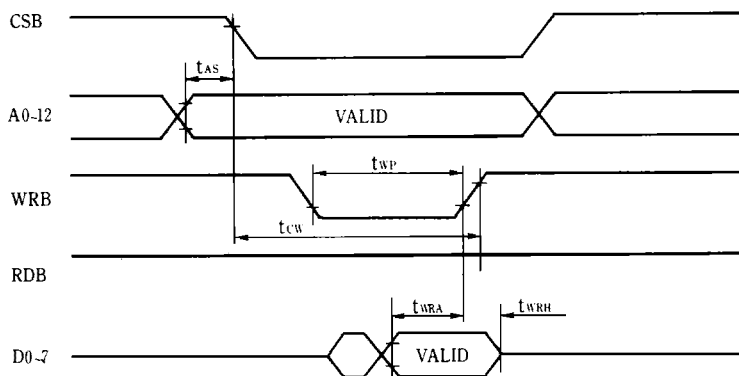 CSB
tAS
A0-12
VALID
tWP
WRB
tCW
RDB
tWRA
tWRH
D0-7
VALID